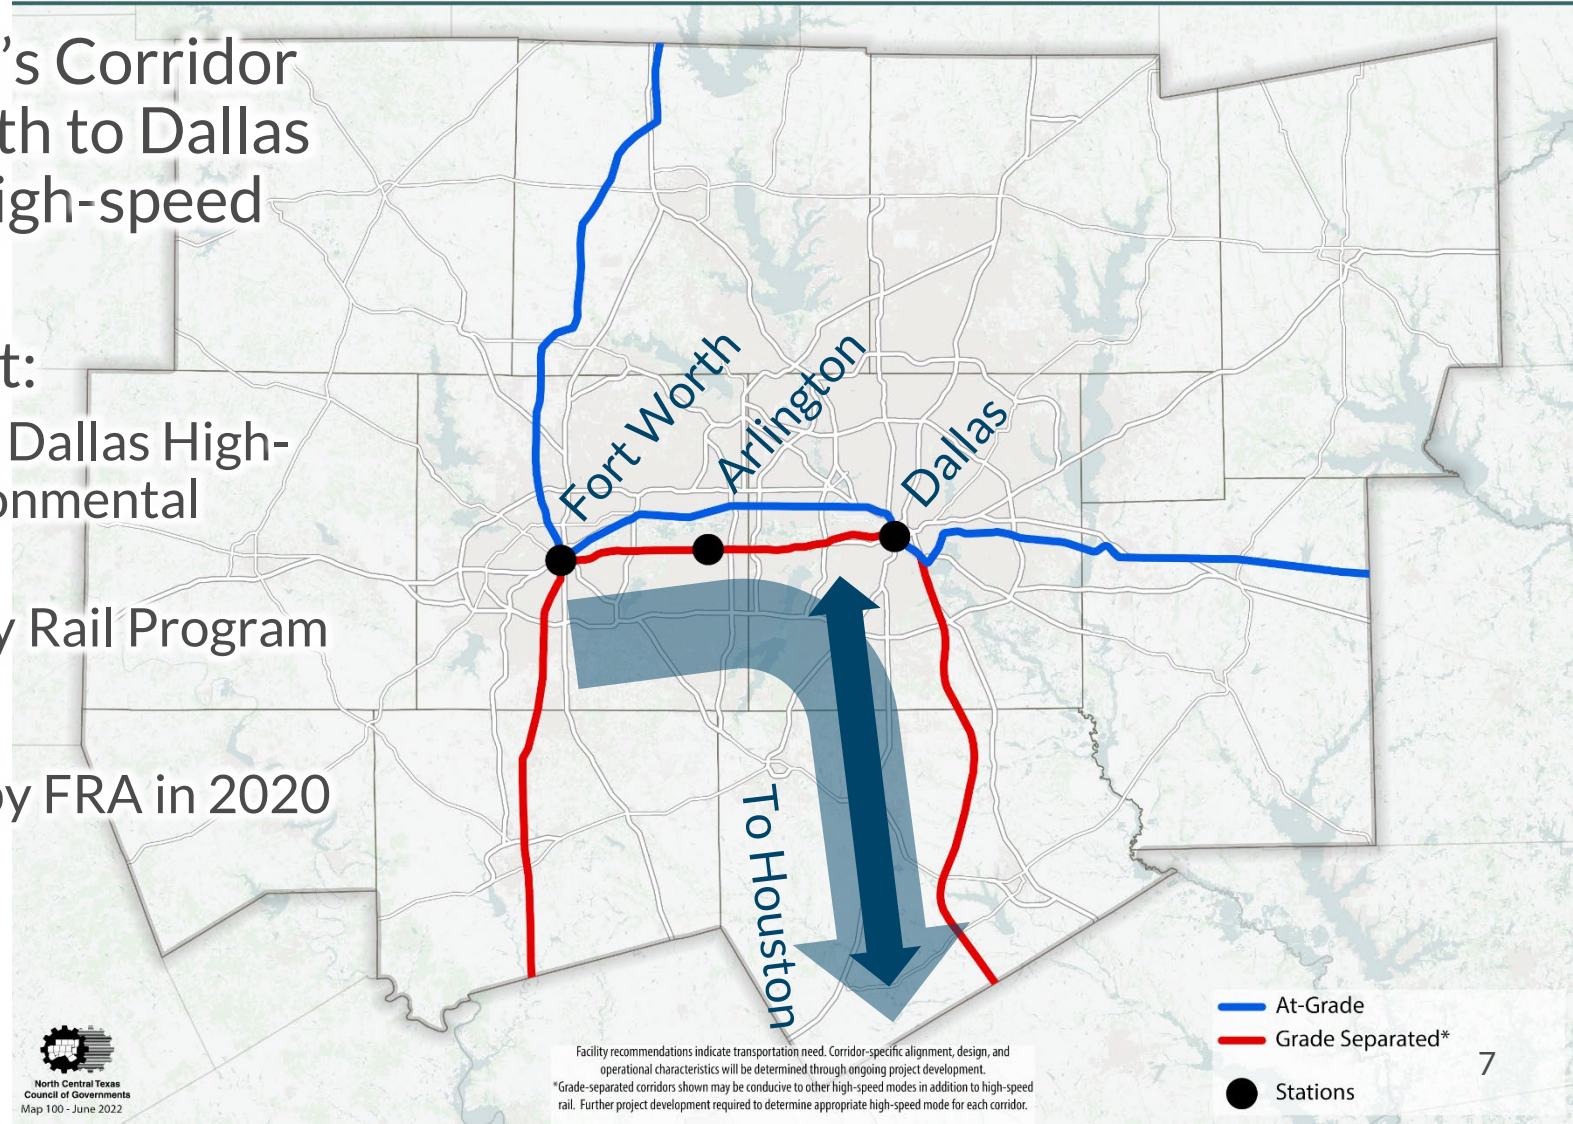 ’s Corridor
th to Dallas
igh-speed
t:
Dallas High-
onmental
y Rail Program
by FRA in 2020
Fort Worth
Arlington
Dallas
To Houston
At-Grade
Grade Separated*
Stations
7
Facility recommendations indicate transportation need. Corridor-specific alignment, design, and
operational characteristics will be determined through ongoing project development.
*Grade-separated corridors shown may be conducive to other high-speed modes in addition to high-speed
rail. Further project development required to determine appropriate high-speed mode for each corridor.
North Central Texas
Council of Governments
Map 100 - June 2022